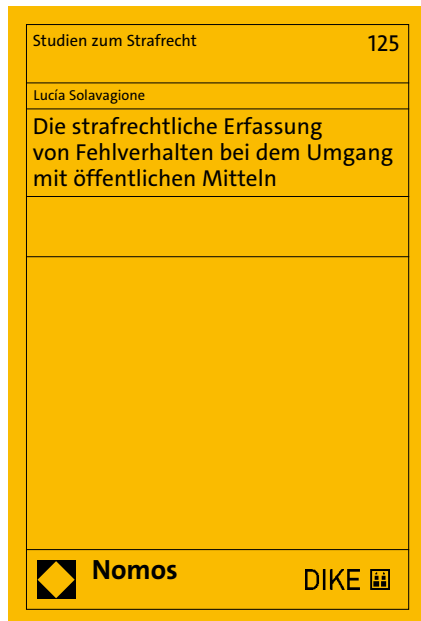 Studien zum Strafrecht 125
Lucía Solavagione
Die strafrechtliche Erfassung
von Fehlverhalten bei dem Umgang
mit öffentlichen Mitteln
Nomos
DIKE